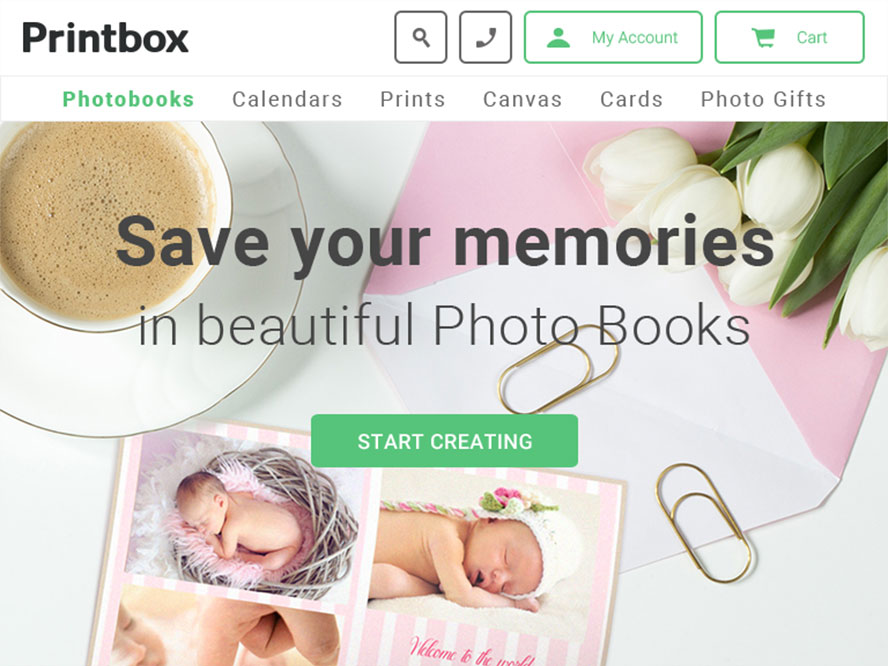 Printbox
My Account
Cart
Photobooks Calendars Prints Canvas Cards Photo Gifts
Save your memories
in beautiful Photo Books
START CREATING
Welcome to the world